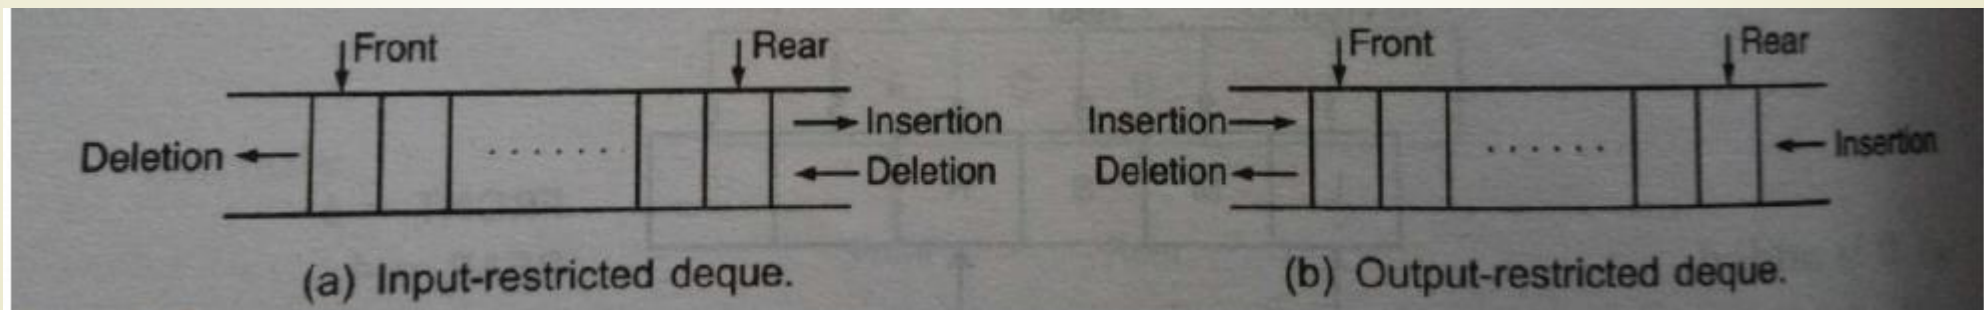 Front
Rear
Deletion
Insertion
Deletion
(a) Input-restricted deque.
Front
Rear
Insertion
Deletion
Insertion
(b) Output-restricted deque.